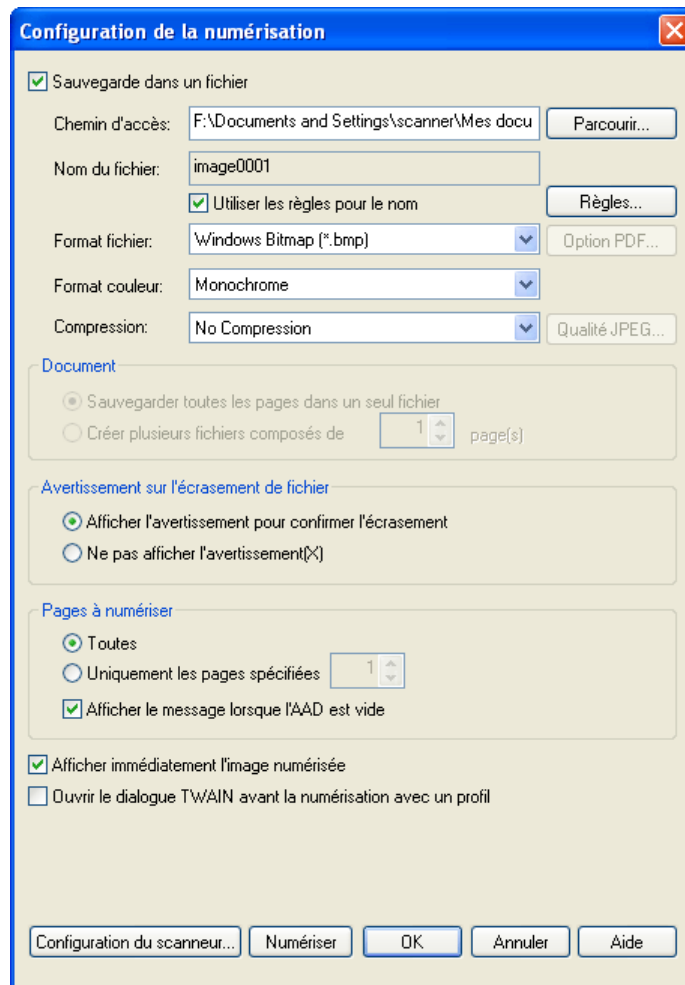 Configuration de la numérisation
Sauvegarde dans un fichier
Chemin d'accès: F:\Documents and Settings\scanner\Mes docu Parcourir...
Nom du fichier: image0001
Utiliser les règles pour le nom Règles...
Format fichier: Windows Bitmap (*.bmp) Option PDF...
Format couleur: Monochrome
Compression: No Compression Qualité JPEG...
Document
Sauvegarder toutes les pages dans un seul fichier
Créer plusieurs fichiers composés de 1 page(s)
Avertissement sur l'écrasement de fichier
Afficher l'avertissement pour confirmer l'écrasement
Ne pas afficher l'avertissement(X)
Pages à numériser
Toutes
Uniquement les pages spécifiées 1
Afficher le message lorsque l'AAD est vide
Afficher immédiatement l'image numérisée
Ouvrir le dialogue TWAIN avant la numérisation avec un profil
Configuration du scanneur... Numériser OK Annuler Aide